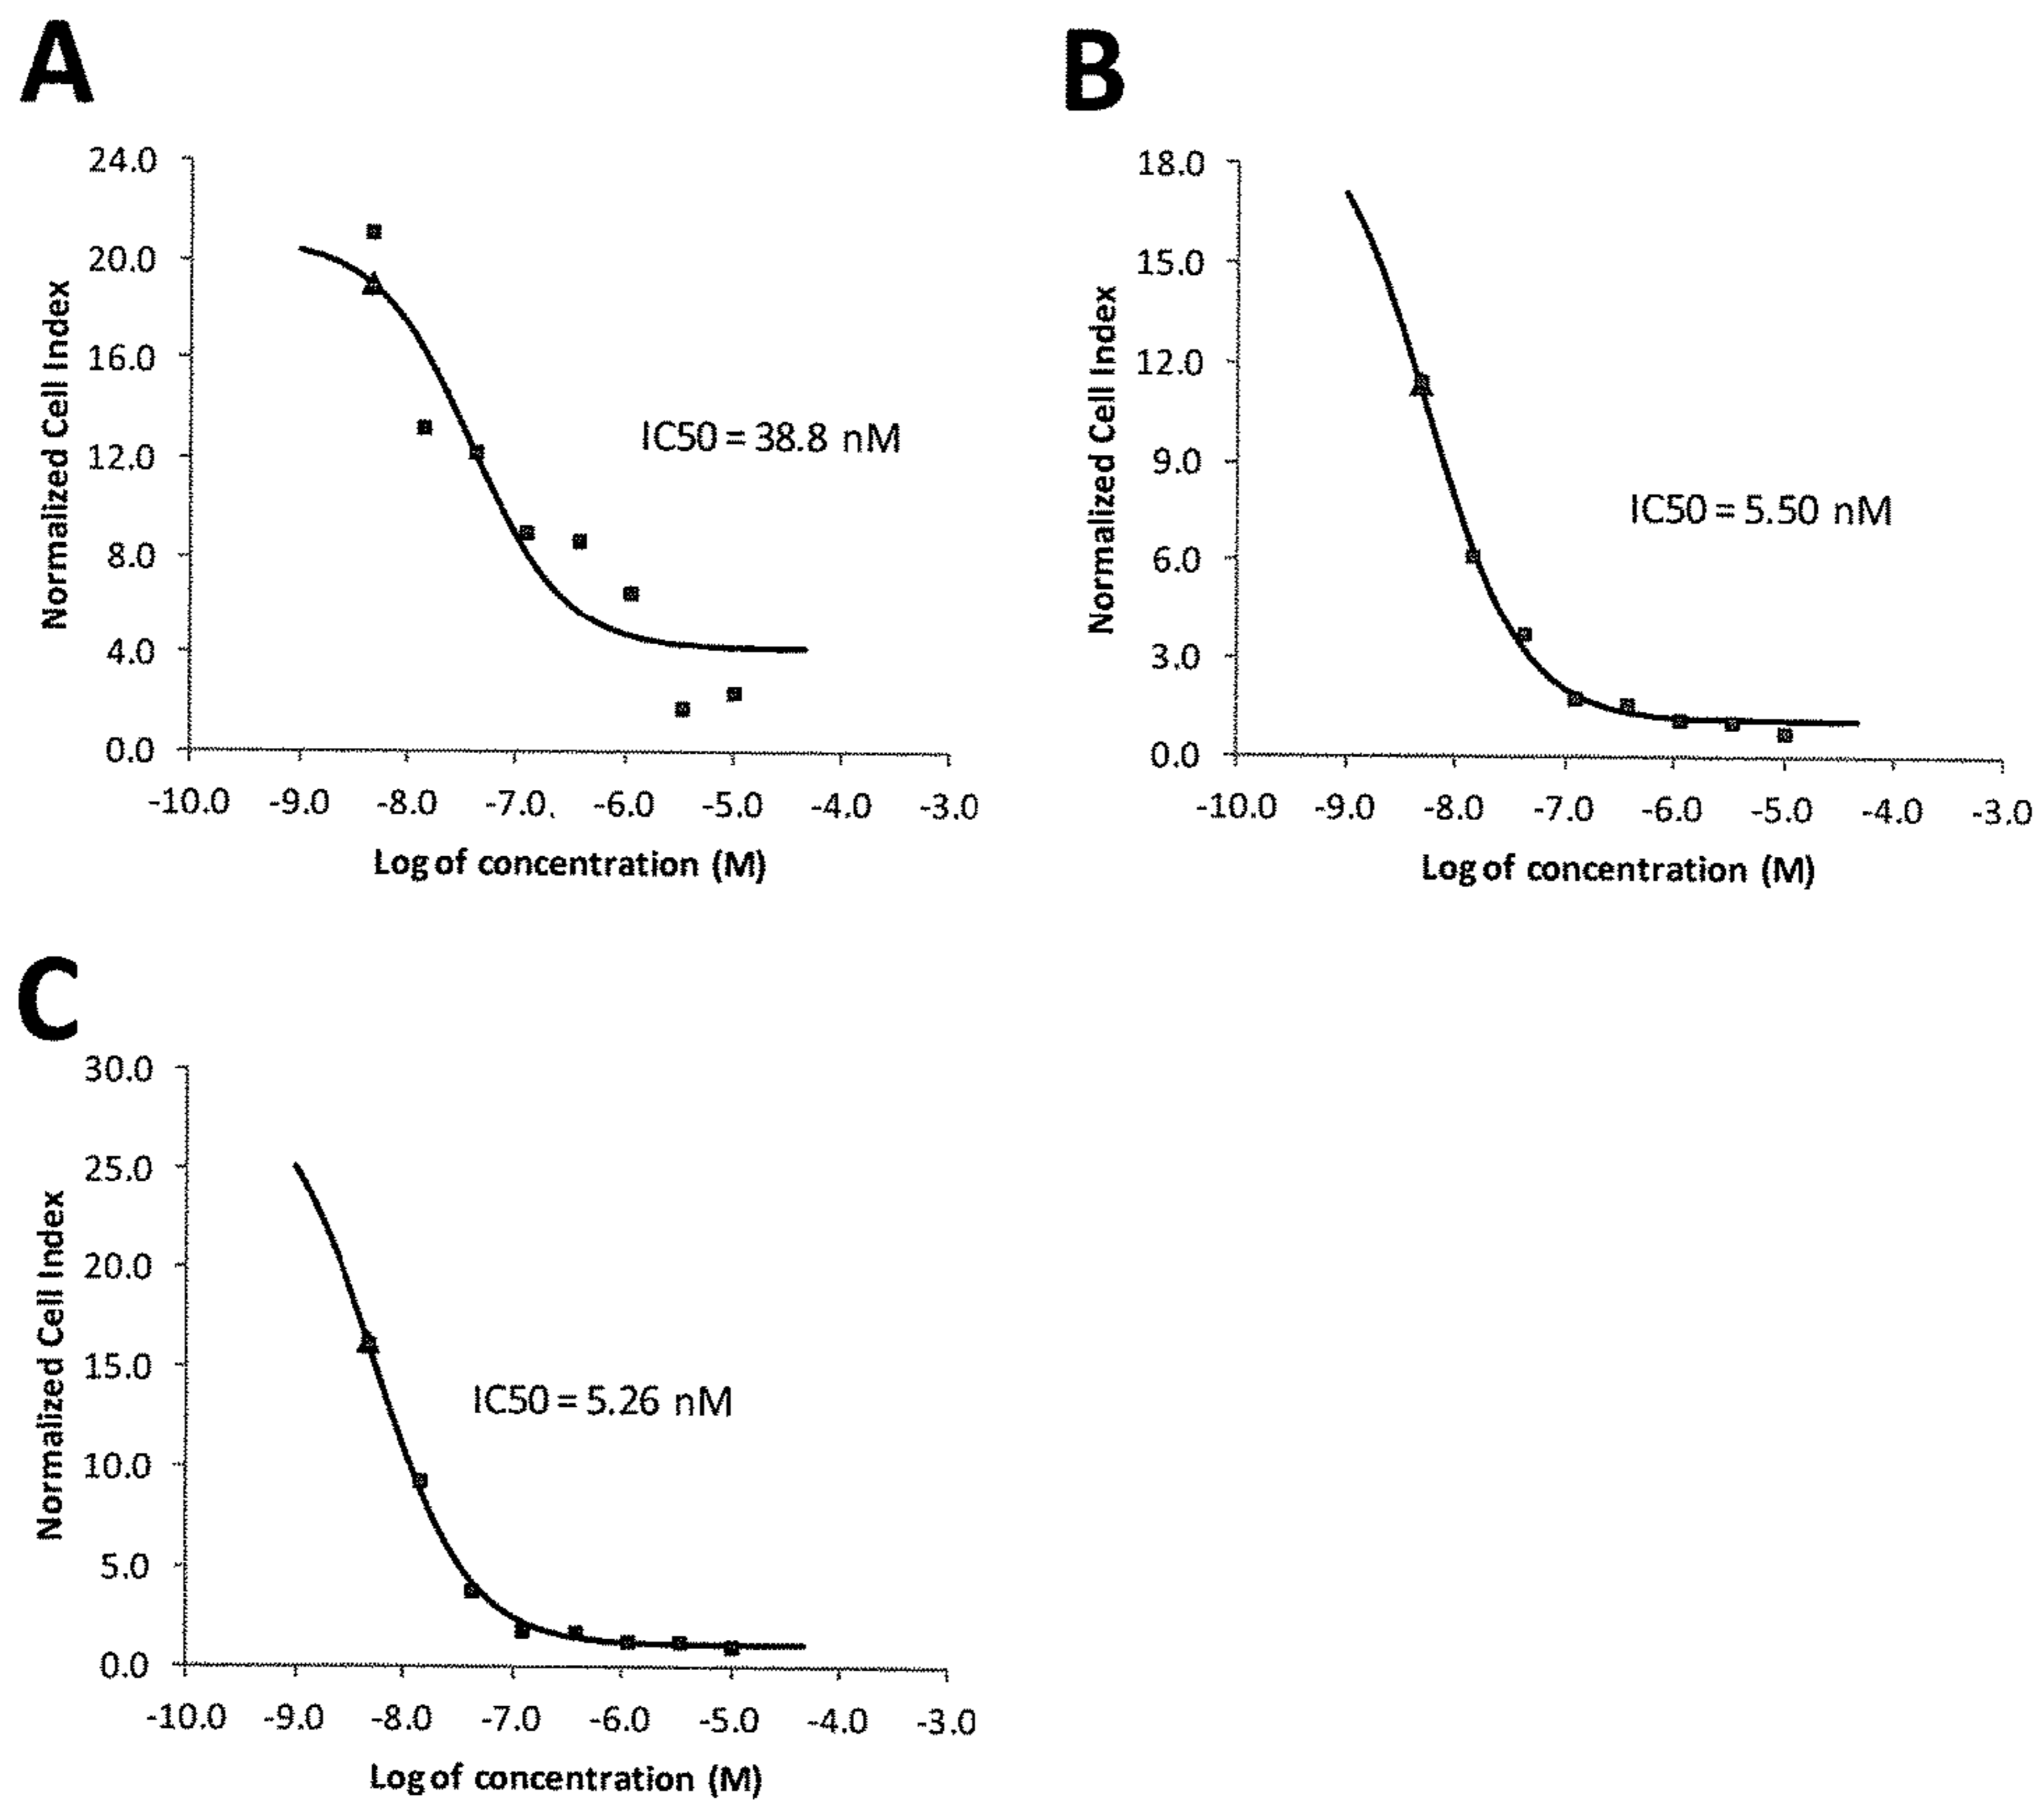 A
24.0
20.0
16.0
12.0
8.0
4.0
0.0
Normalized Cell Index
IC50 = 38.8 nM
-10.0 -9.0 -8.0 -7.0 -6.0 -5.0 -4.0 -3.0
Log of concentration (M)
B
18.0
15.0
12.0
9.0
6.0
3.0
0.0
Normalized Cell Index
IC50 = 5.50 nM
-10.0 -9.0 -8.0 -7.0 -6.0 -5.0 -4.0 -3.0
Log of concentration (M)
C
30.0
25.0
20.0
15.0
10.0
5.0
0.0
Normalized Cell Index
IC50 = 5.26 nM
-10.0 -9.0 -8.0 -7.0 -6.0 -5.0 -4.0 -3.0
Log of concentration (M)